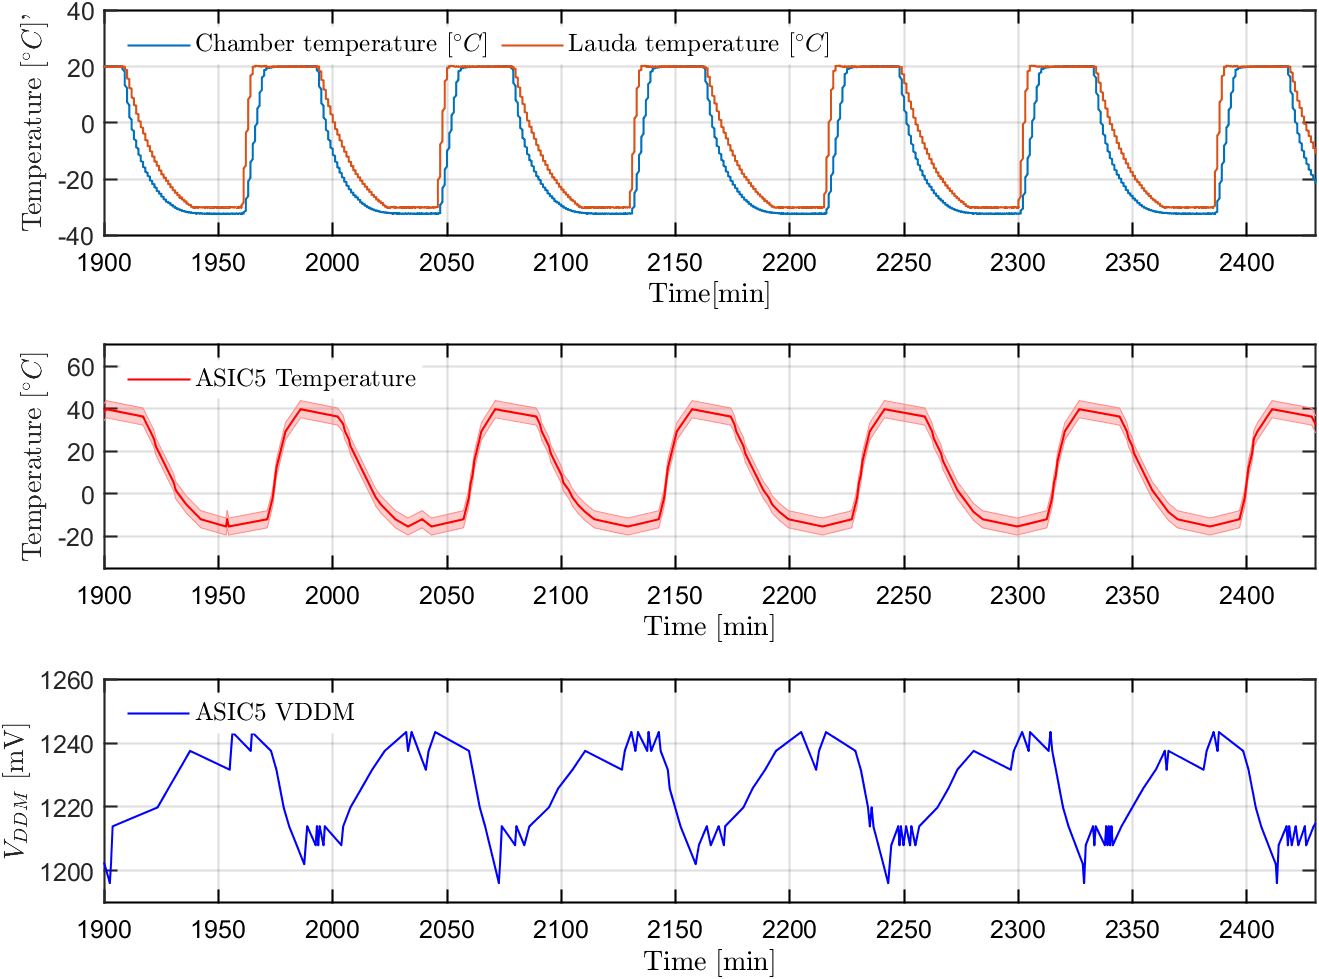 Temperature [°C],
40
20
0
-20
-40
Chamber temperature [°C] Lauda temperature [°C]
1900 1950 2000 2050 2100 2150 2200 2250 2300 2350 2400
Time[min]
Temperature [°C]
60
40
20
0
-20
ASIC5 Temperature
1900 1950 2000 2050 2100 2150 2200 2250 2300 2350 2400
Time [min]
V_DDM [mV]
1260
1240
1220
1200
ASIC5 VDDM
1900 1950 2000 2050 2100 2150 2200 2250 2300 2350 2400
Time [min]